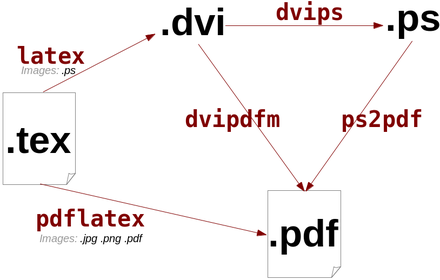 dvips
.dvi
.ps
latex
Images: .ps
dvipdfm
ps2pdf
.tex
pdflatex
Images: .jpg .png .pdf
.pdf